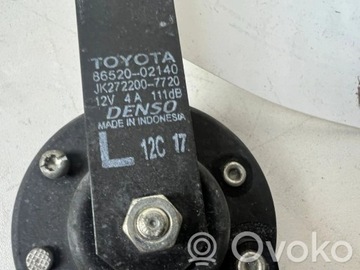 TOYOTA
86520-02140
JK272200-7720
12V 4A 111dB
DENSO
MADE IN INDONESIA
L 12C 17
Ovoko